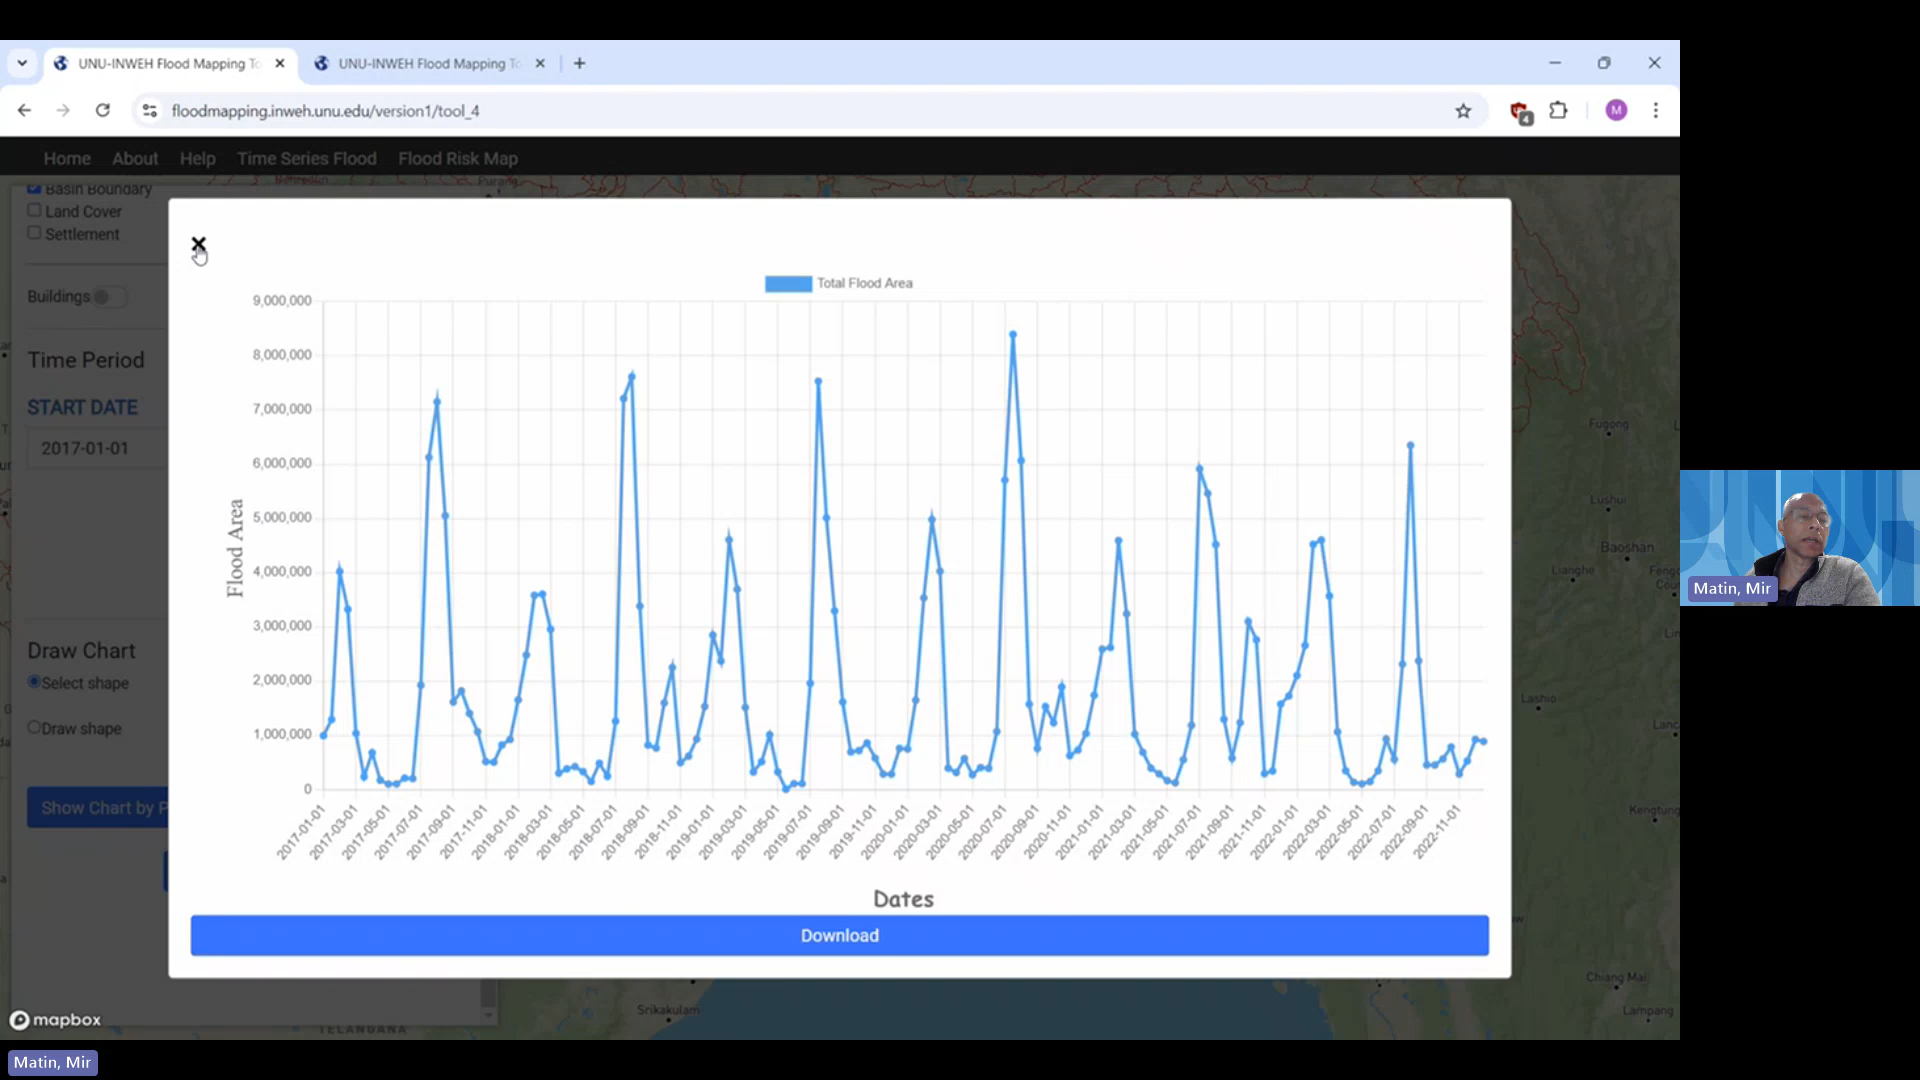 UNU-INWEH Flood Mapping To
UNU-INWEH Flood Mapping To
floodmapping.inweh.unu.edu/version1/tool_4
4
M
Home About Help Time Series Flood Flood Risk Map
Basin Boundary
Land Cover
Settlement
Buildings
Time Period
START DATE
2017-01-01
Draw Chart
Select shape
Draw shape
Show Chart by P
Total Flood Area
Flood Area
9,000,000
8,000,000
7,000,000
6,000,000
5,000,000
4,000,000
3,000,000
2,000,000
1,000,000
0
2017-01-01 2017-03-01 2017-05-01 2017-07-01 2017-09-01 2017-11-01 2018-01-01 2018-03-01 2018-05-01 2018-07-01 2018-09-01 2018-11-01 2019-01-01 2019-03-01 2019-05-01 2019-07-01 2019-09-01 2019-11-01 2020-01-01 2020-03-01 2020-05-01 2020-07-01 2020-09-01 2020-11-01 2021-01-01 2021-03-01 2021-05-01 2021-07-01 2021-09-01 2021-11-01 2022-01-01 2022-03-01 2022-05-01 2022-07-01 2022-09-01 2022-11-01
Dates
Download
Purang
Fugong
Lushui
Baoshan
Lianghe
Lashio
Kengtung
Chiang Mai
Lampang
Srikakulam
TELANGANA
mapbox
Matin, Mir
Matin, Mir